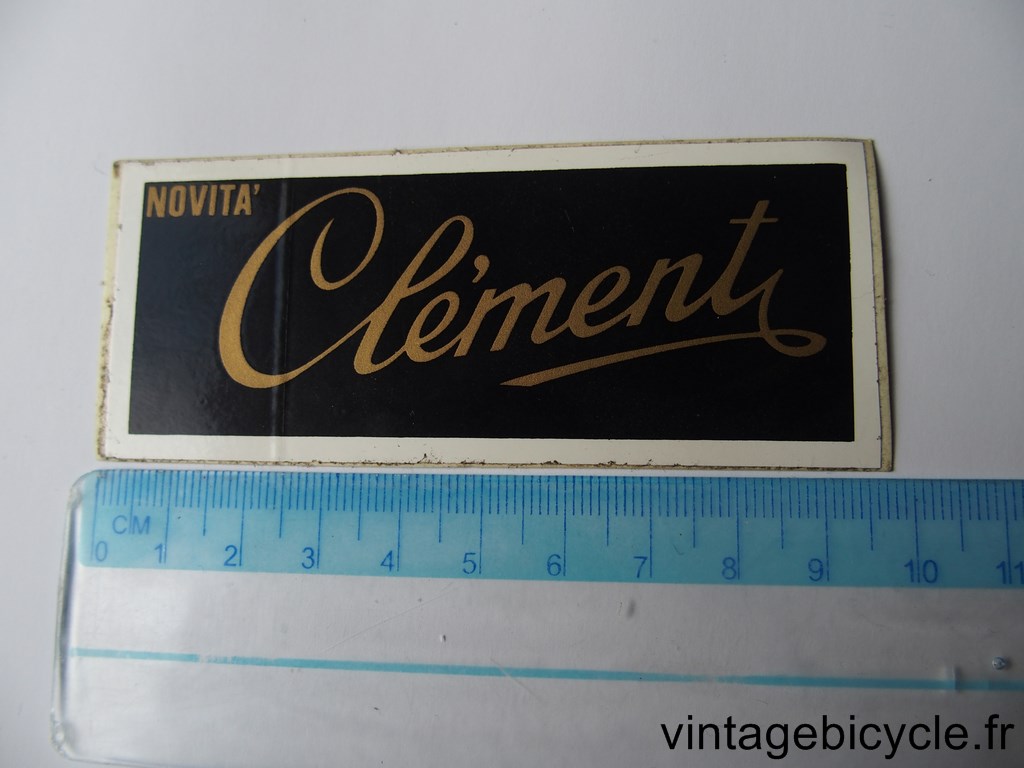 NOVITA'
Clément
CM
0 1 2 3 4 5 6 7 8 9 10 11
vintagebicycle.fr